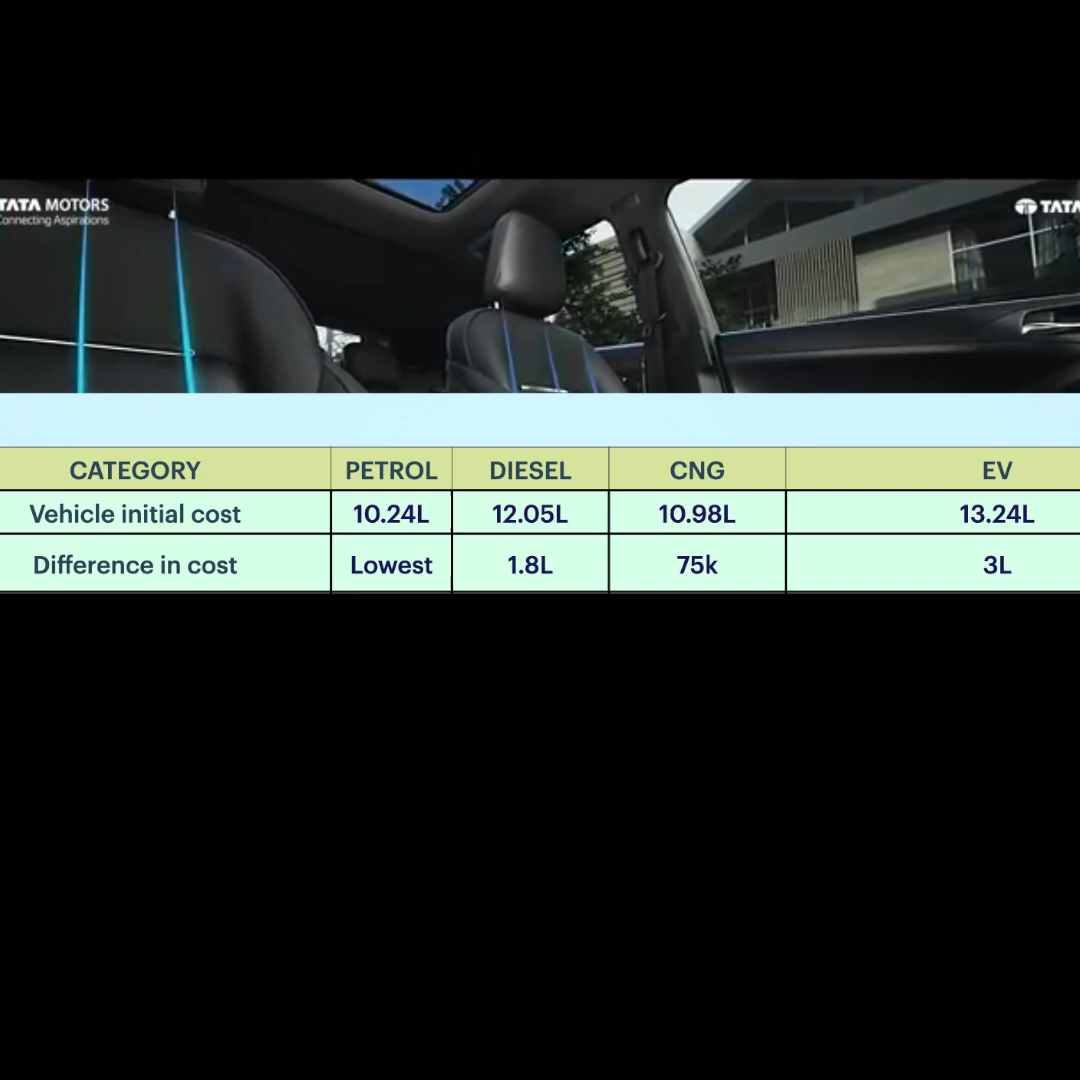 TATA MOTORS
Connecting Aspirations
TATA
CATEGORY PETROL DIESEL CNG EV
Vehicle initial cost 10.24L 12.05L 10.98L 13.24L
Difference in cost Lowest 1.8L 75k 3L